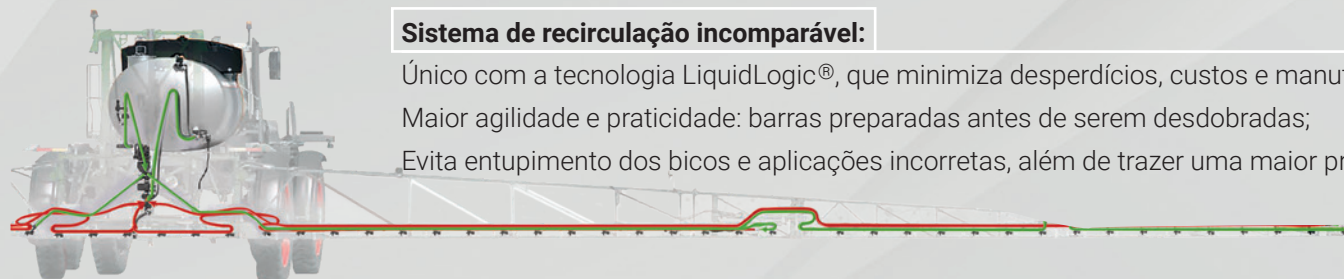 Sistema de recirculação incomparável:
Único com a tecnologia LiquidLogic®, que minimiza desperdícios, custos e
Maior agilidade e praticidade: barras preparadas antes de serem desdobradas;
Evita entupimento dos bicos e aplicações incorretas, além de trazer uma maior